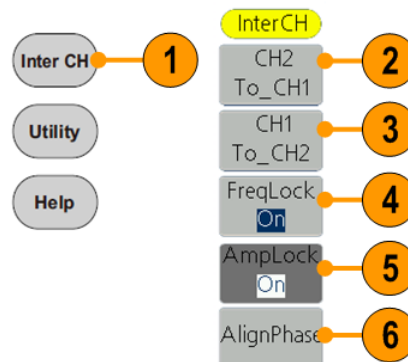 Inter CH
1
Utility
Help
InterCH
CH2
To_CH1
2
CH1
To_CH2
3
FreqLock
On
4
AmpLock
On
5
AlignPhase
6